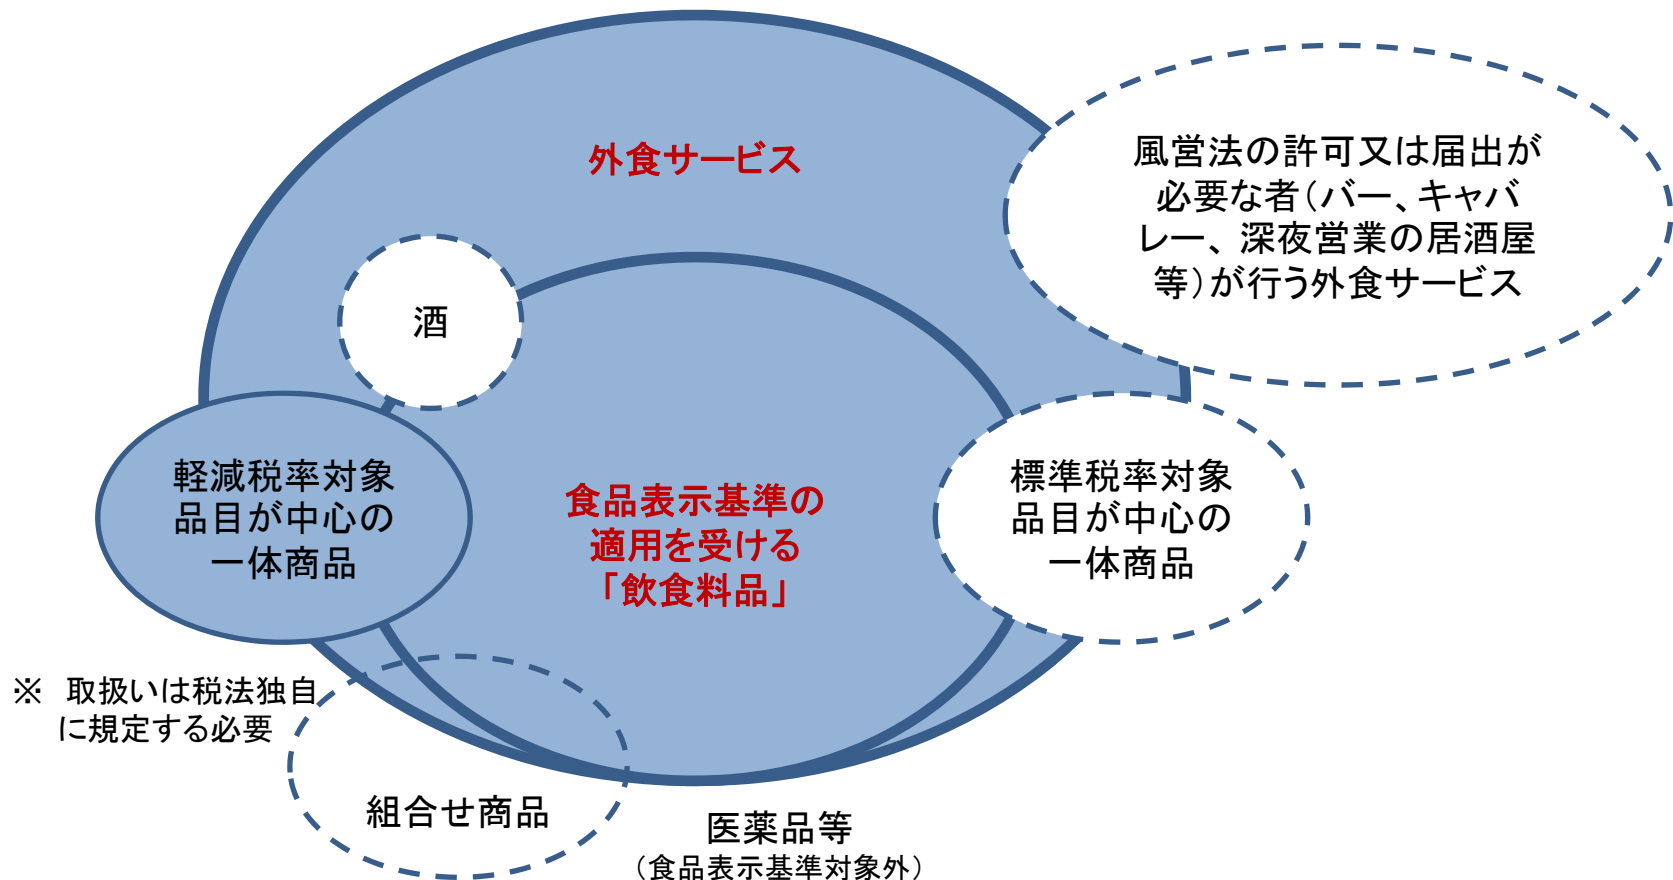 外食サービス
風営法の許可又は届出が
必要な者（バー、キャバ
レー、深夜営業の居酒屋
等）が行う外食サービス
酒
軽減税率対象
品目が中心の
一体商品
食品表示基準の
適用を受ける
「飲食料品」
標準税率対象
品目が中心の
一体商品
※　取扱いは税法独自
に規定する必要
組合せ商品
医薬品等
（食品表示基準対象外）